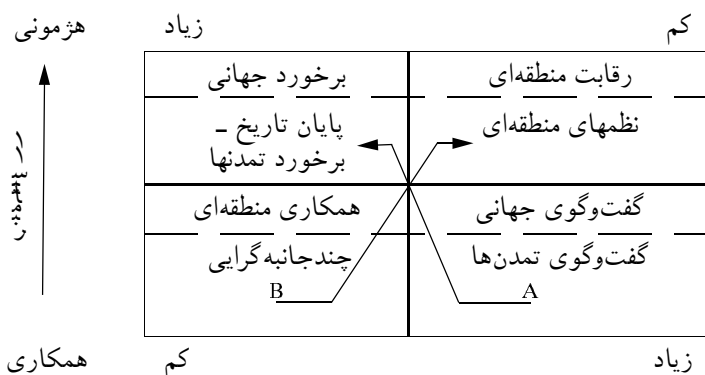 کم
زیاد
هژمونی
رقابت منطقه‌ای
برخورد جهانی
نظمهای منطقه‌ای
پایان تاریخ ـ
برخورد تمدنها
گفت‌وگوی جهانی
همکاری منطقه‌ای
گفت‌وگوی تمدن‌ها
چندجانبه‌گرایی
A
B
زیاد
کم
همکاری